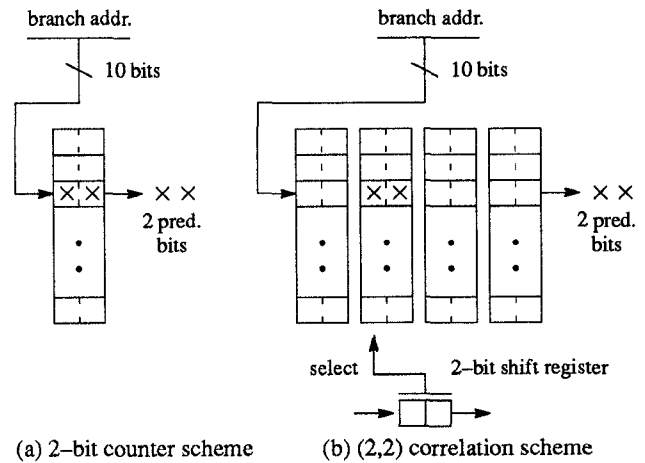 branch addr.
10 bits
× ×
× ×
2 pred.
bits
(a) 2–bit counter scheme
branch addr.
10 bits
× ×
× ×
2 pred.
bits
select
2–bit shift register
(b) (2,2) correlation scheme